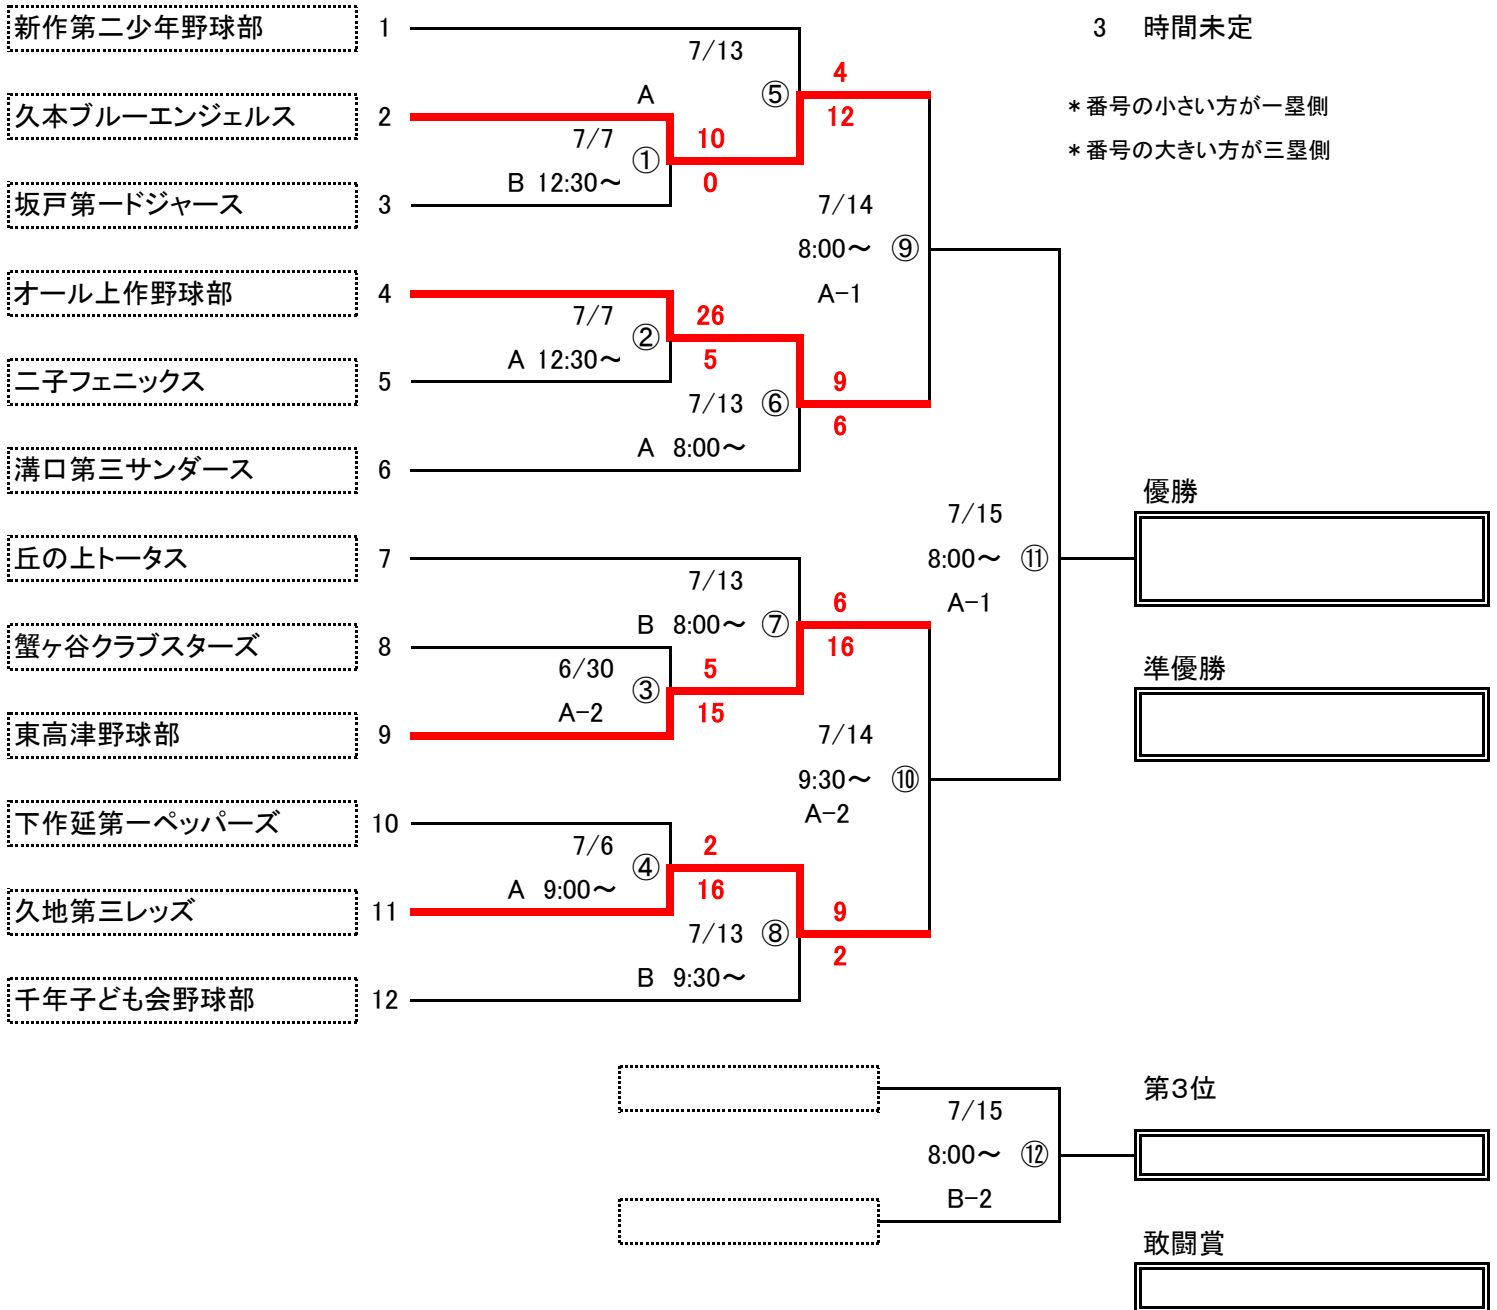 新作第二少年野球部 1
3 時間未定
7/13
4
A ⑤
*番号の小さい方が一塁側
久本ブルーエンジェルス 2
12
7/7 10
*番号の大きい方が三塁側
①
B 12:30～ 0
坂戸第一ドジャース 3
7/14
8:00～ ⑨
オール上作野球部 4
A-1
7/7 26
②
A 12:30～ 5
二子フェニックス 5
9
7/13 ⑥
6
A 8:00～
溝口第三サンダース 6
優勝
7/15
丘の上トータス 7
8:00～ ⑪
7/13
6
A-1
B 8:00～ ⑦
蟹ヶ谷クラブスターズ 8
16
6/30 5
準優勝
③
A-2 15
東高津野球部 9
7/14
9:30～ ⑩
A-2
下作延第一ペッパーズ 10
7/6 2
④
A 9:00～ 16
久地第三レッズ 11
9
7/13 ⑧
2
B 9:30～
千年子ども会野球部 12
第3位
7/15
8:00～ ⑫
B-2
敢闘賞